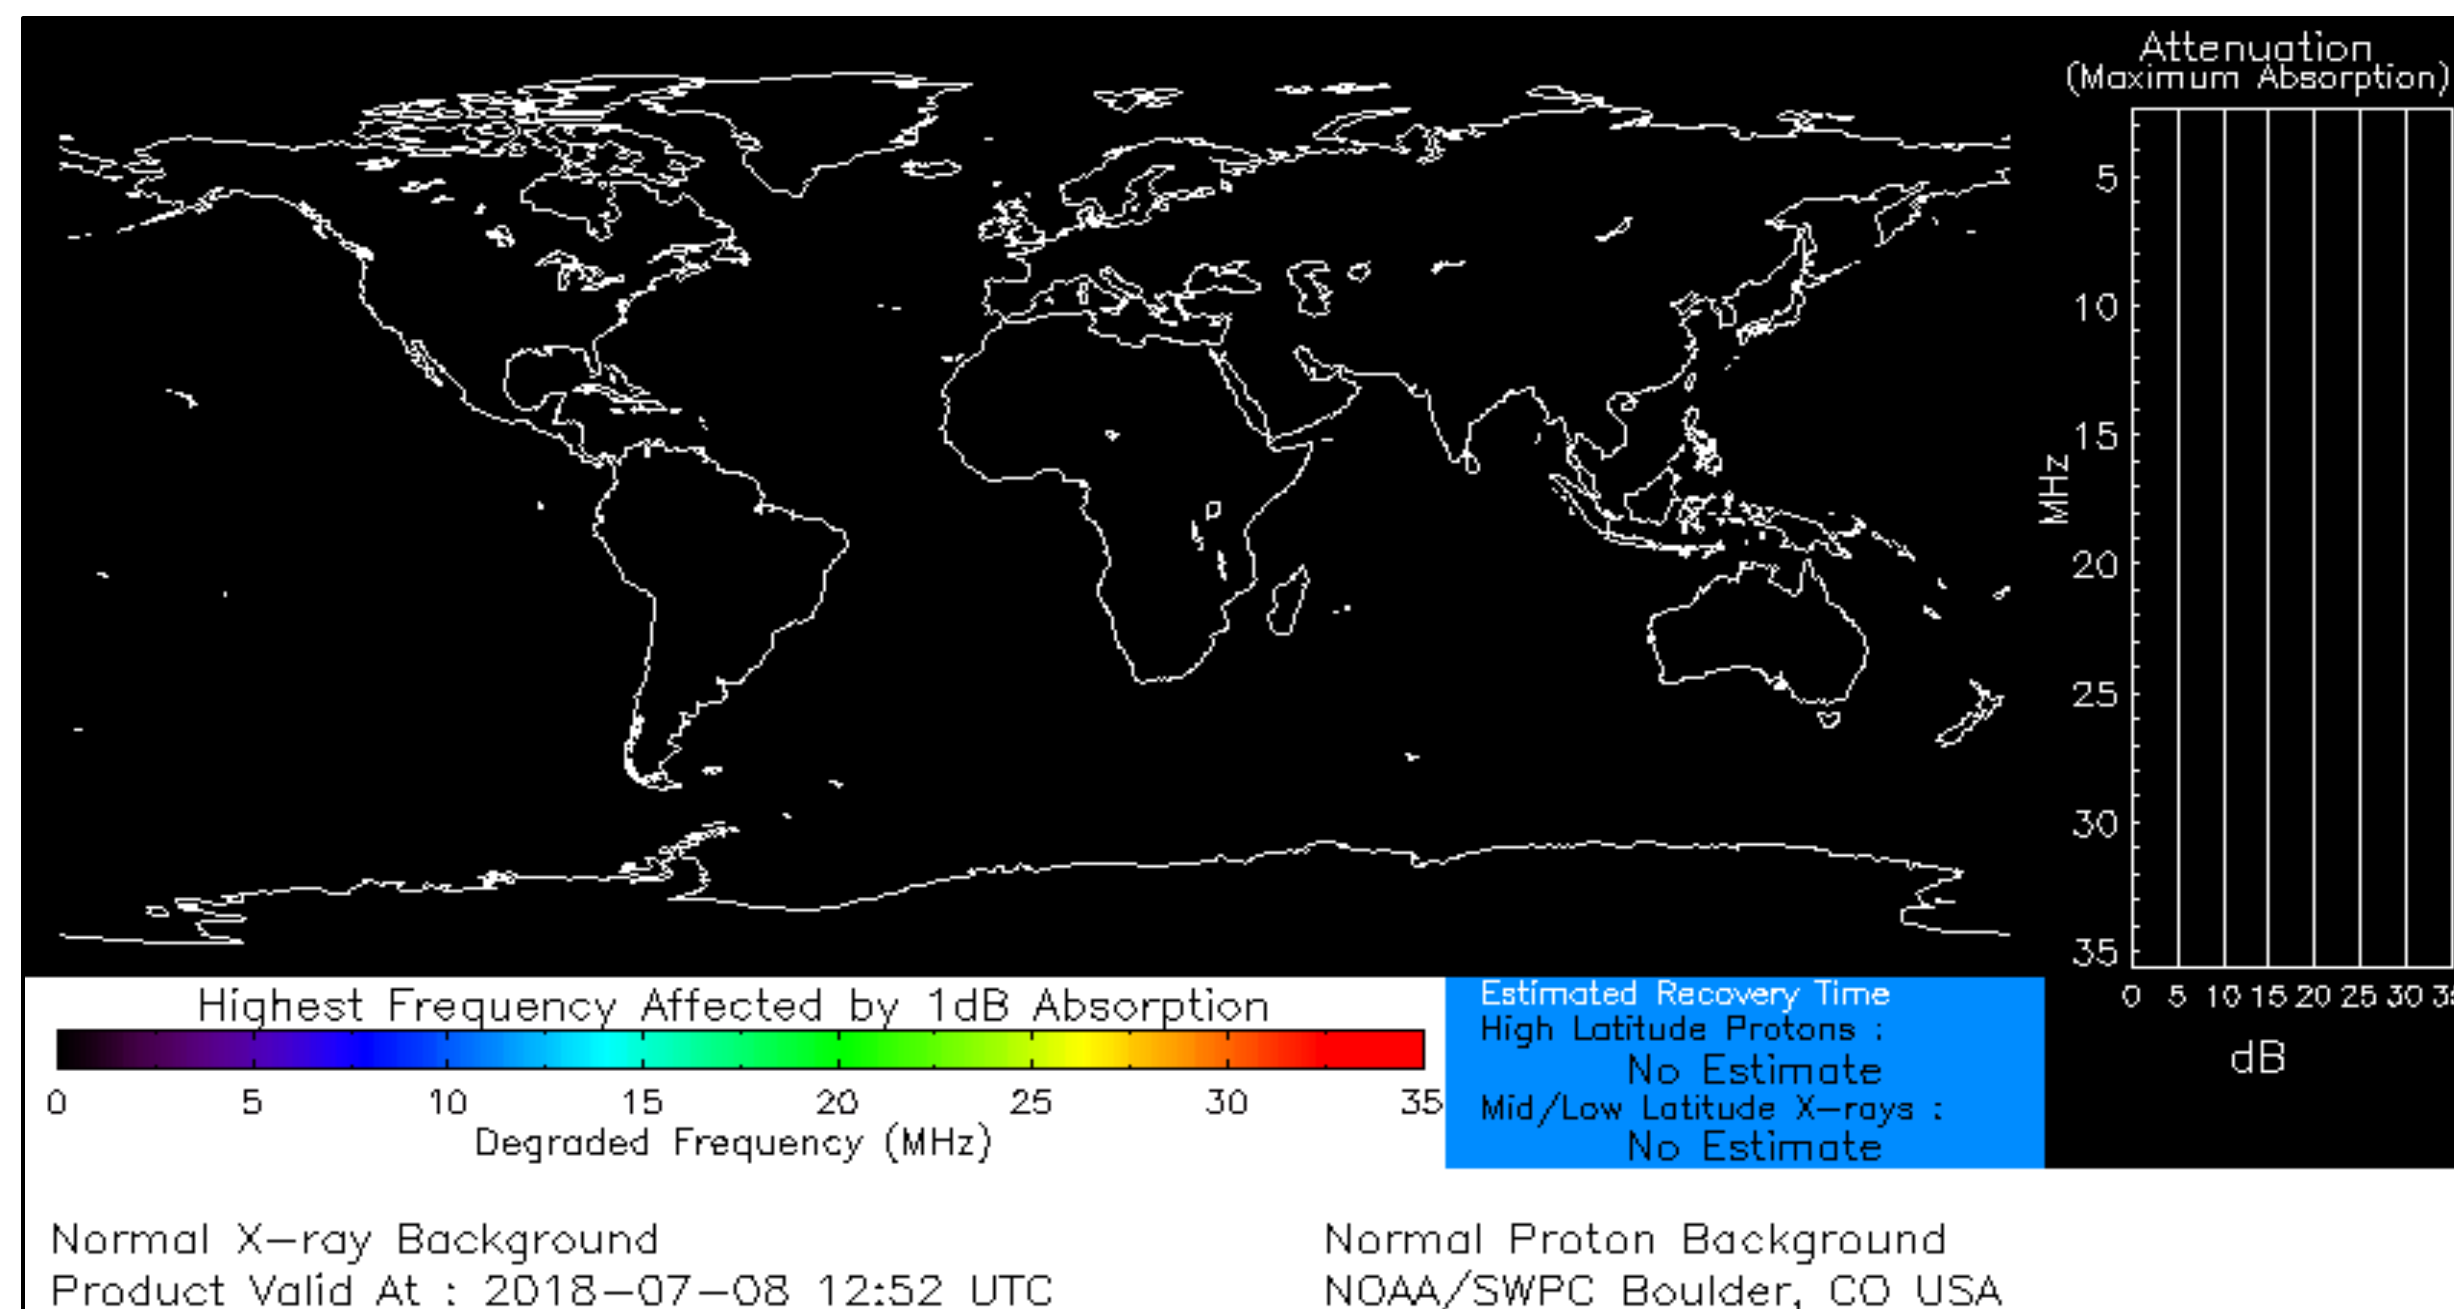 Attenuation
(Maximum Absorption)
5
10
15
20
25
30
35
MHz
0 5 10 15 20 25 30
dB
Highest Frequency Affected by 1dB Absorption
0 5 10 15 20 25 30 35
Degraded Frequency (MHz)
Estimated Recovery Time
High Latitude Protons :
No Estimate
Mid/Low Latitude X-rays :
No Estimate
Normal X-ray Background
Normal Proton Background
Product Valid At : 2018-07-08 12:52 UTC
NOAA/SWPC Boulder, CO USA